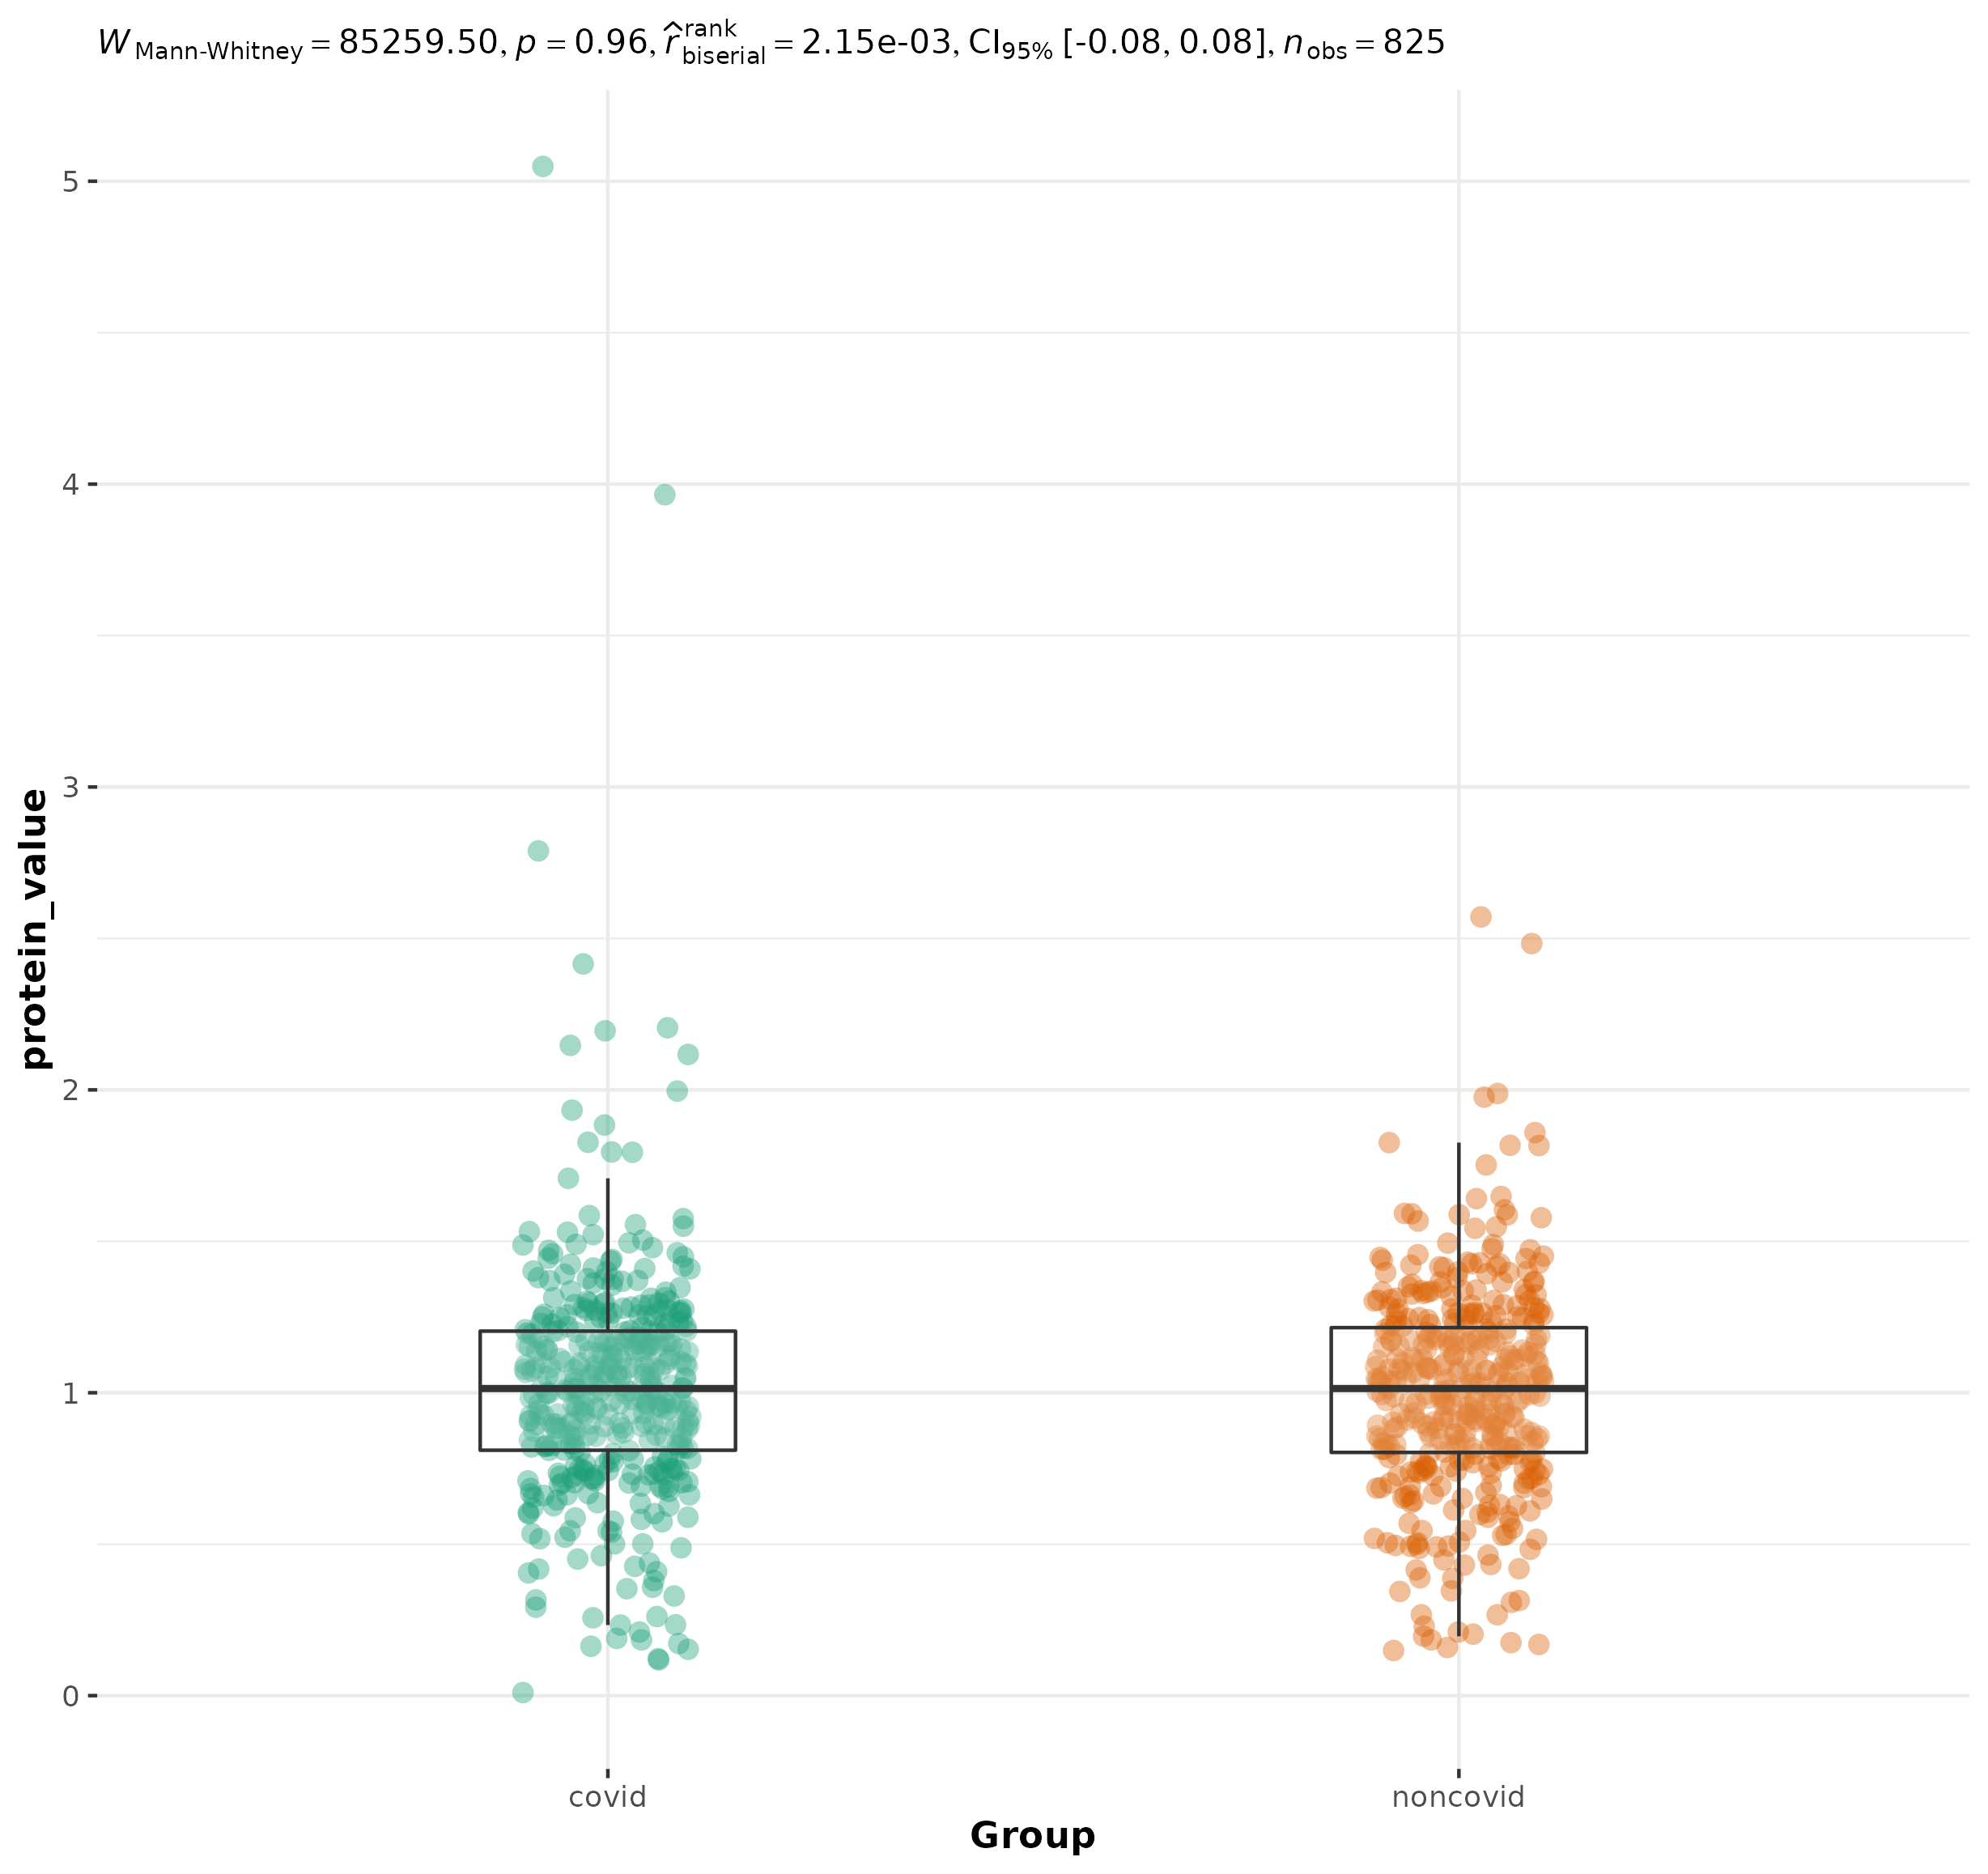 W Mann-Whitney = 85259.50, p = 0.96, r̂ rank biserial = 2.15e-03, CI95% [-0.08, 0.08], nobs = 825
5
4
3
2
1
0
protein_value
covid noncovid
Group